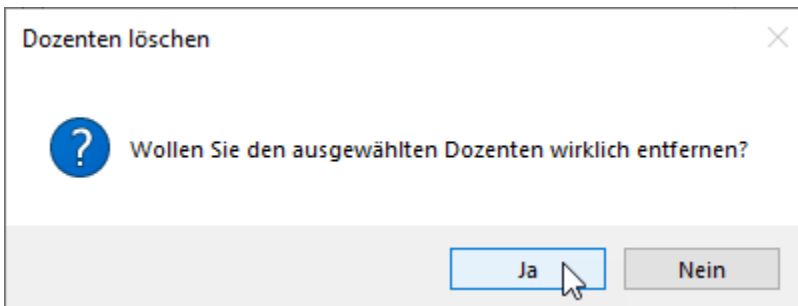 Dozenten löschen
Wollen Sie den ausgewählten Dozenten wirklich entfernen?
Ja
Nein